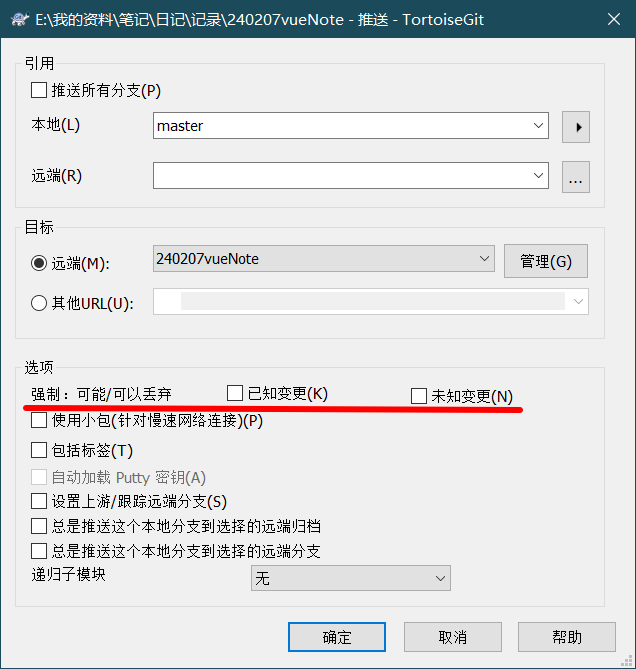 E:\我的资料\笔记\日记\记录\240207vueNote - 推送 - TortoiseGit
引用
推送所有分支(P)
本地(L) master
远端(R) ...
目标
远端(M): 240207vueNote 管理(G)
其他URL(U):
选项
强制：可能/可以丢弃 已知变更(K) 未知变更(N)
使用小包(针对慢速网络连接)(P)
包括标签(T)
自动加载 Putty 密钥(A)
设置上游/跟踪远端分支(S)
总是推送这个本地分支到选择的远端归档
总是推送这个本地分支到选择的远端分支
递归子模块 无
确定 取消 帮助